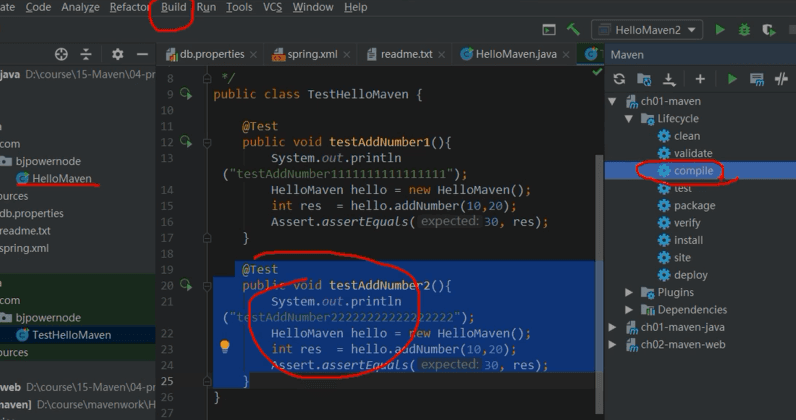 ate Code Analyze Refactor Build Run Tools VCS Window Help
HelloMaven2
db.properties spring.xml readme.txt HelloMaven.java
Maven
java D:\course\15-Maven\04-pr
com
bjpowernode
HelloMaven
ources
db.properties
readme.txt
spring.xml
com
bjpowernode
TestHelloMaven
ources
web D:\course\15-Maven\04-p
maven] D:\course\mavenwork\H
8 */
9 public class TestHelloMaven {
10
11 @Test
12 public void testAddNumber1(){
13 System.out.println
("testAddNumber1111111111111111");
14 HelloMaven hello = new HelloMaven();
15 int res = hello.addNumber(10,20);
16 Assert.assertEquals( expected: 30, res);
17 }
18
19 @Test
20 public void testAddNumber2(){
21 System.out.println
("testAddNumber2222222222222222");
22 HelloMaven hello = new HelloMaven();
23 int res = hello.addNumber(10,20);
24 Assert.assertEquals( expected: 30, res);
25 }
26 }
27
ch01-maven
Lifecycle
clean
validate
compile
test
package
verify
install
site
deploy
Plugins
Dependencies
ch01-maven-java
ch02-maven-web